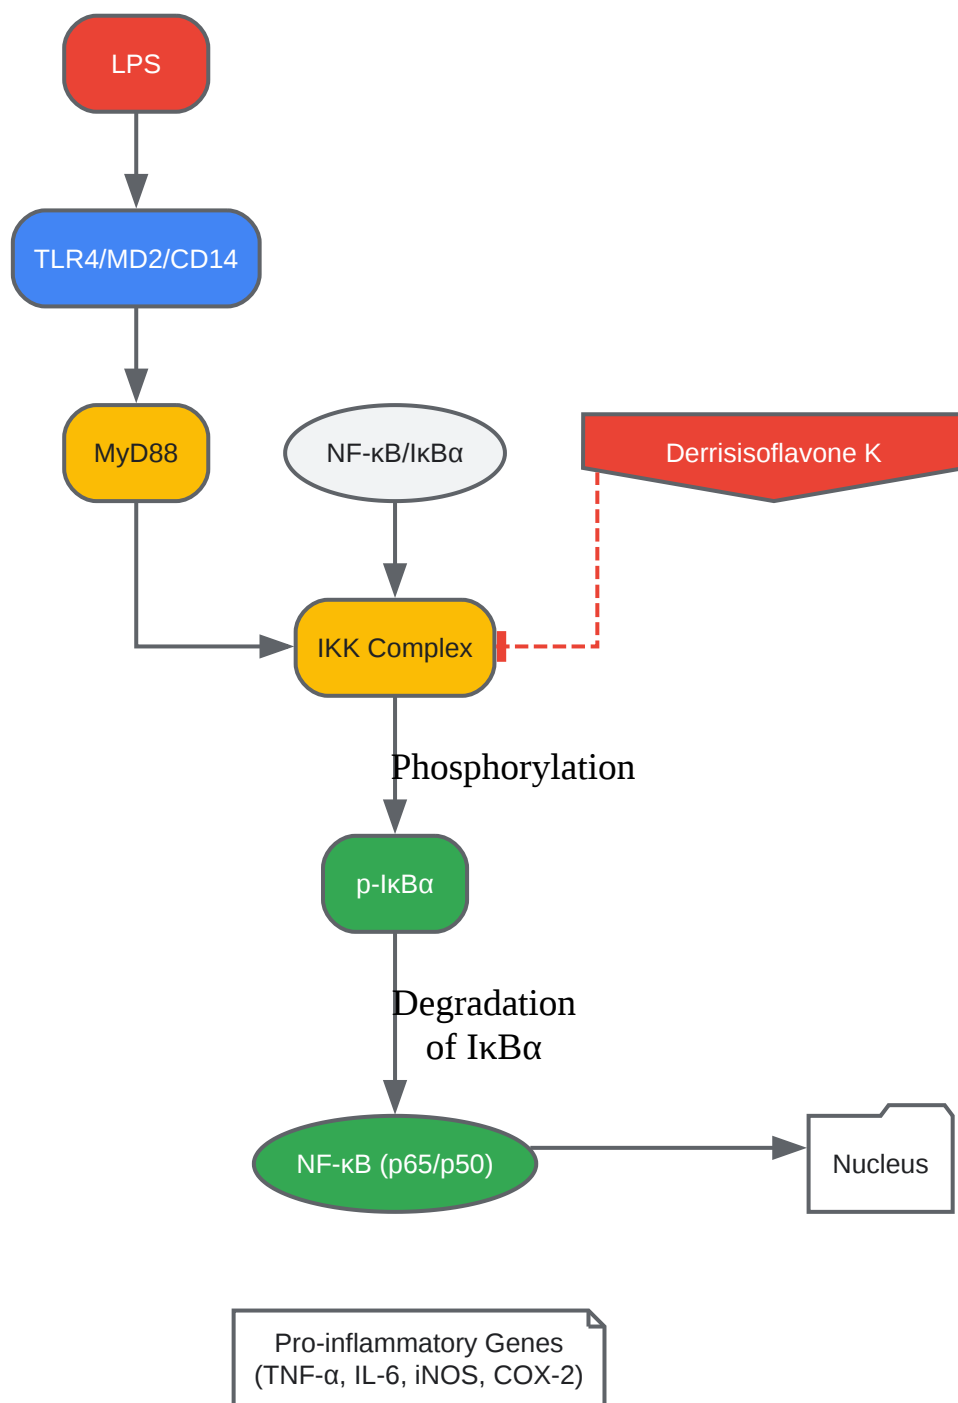 LPS
TLR4/MD2/CD14
MyD88
NF-κB/IκBα
Derrisisoflavone K
IKK Complex
Phosphorylation
p-IκBα
Degradation
of IκBα
NF-κB (p65/p50)
Nucleus
Pro-inflammatory Genes
(TNF-α, IL-6, iNOS, COX-2)